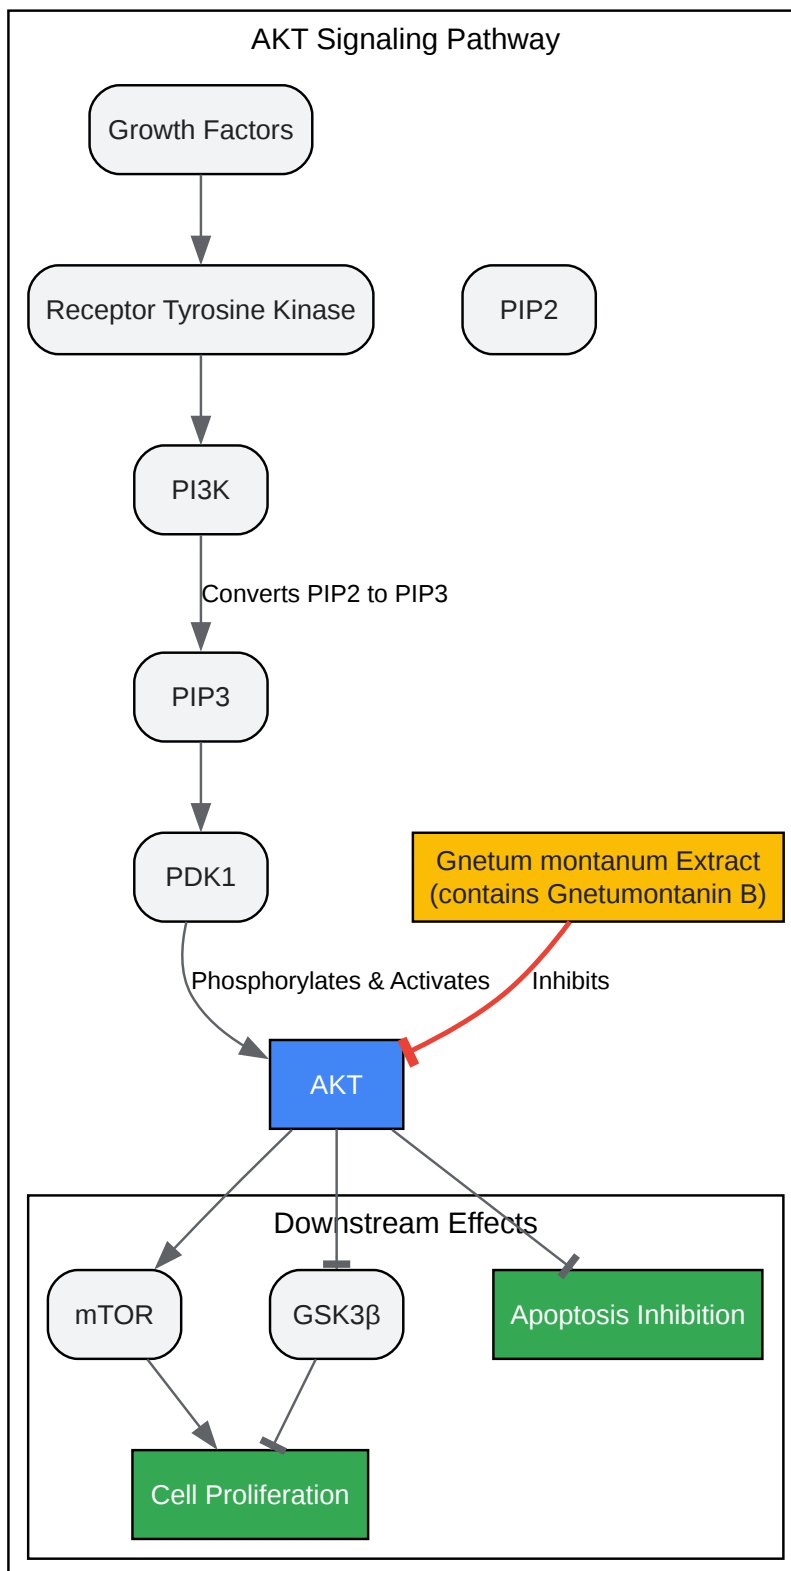 AKT Signaling Pathway
Growth Factors
Receptor Tyrosine Kinase
PIP2
PI3K
Converts PIP2 to PIP3
PIP3
PDK1
Gnetum montanum Extract
(contains Gnetumontanin B)
Phosphorylates & Activates
Inhibits
AKT
Downstream Effects
mTOR
GSK3β
Apoptosis Inhibition
Cell Proliferation